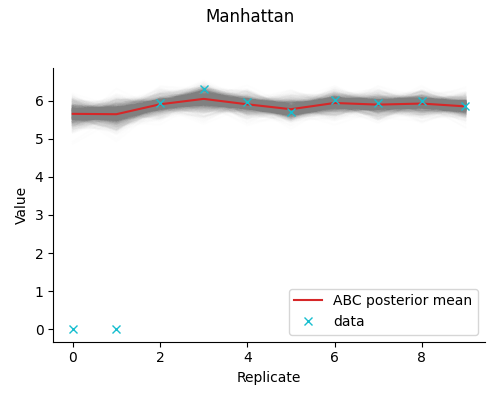 Manhattan
6
5
4
3
2
1
0
Value
ABC posterior mean
data
0 2 4 6 8
Replicate